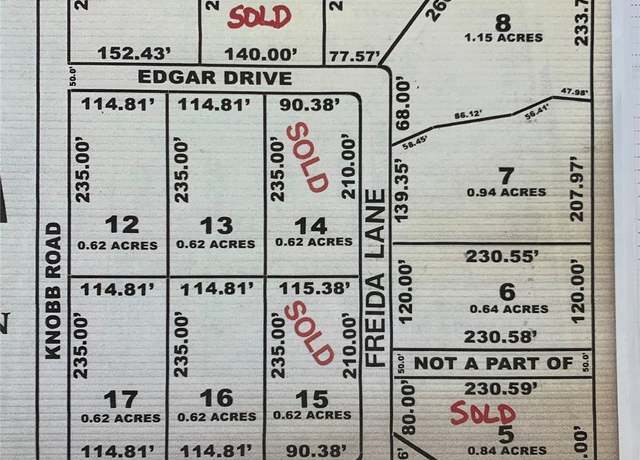 SOLD
260
8
1.15 ACRES
233.7
152.43'
140.00'
77.57'
50.0'
EDGAR DRIVE
68.00'
47.98'
56.41'
86.12'
58.45'
114.81'
114.81'
90.38'
235.00'
235.00'
235.00'
SOLD
210.00'
139.35'
7
0.94 ACRES
207.97'
12
0.62 ACRES
13
0.62 ACRES
14
0.62 ACRES
KNOBB ROAD
FREIDA LANE
230.55'
114.81'
114.81'
115.38'
120.00'
6
0.64 ACRES
120.00'
230.58'
235.00'
235.00'
235.00'
SOLD
210.00'
50.0'
NOT A PART OF
50.0'
230.59'
17
0.62 ACRES
16
0.62 ACRES
15
0.62 ACRES
80.00'
SOLD
5
0.84 ACRES
114.81'
114.81'
90.38'
N